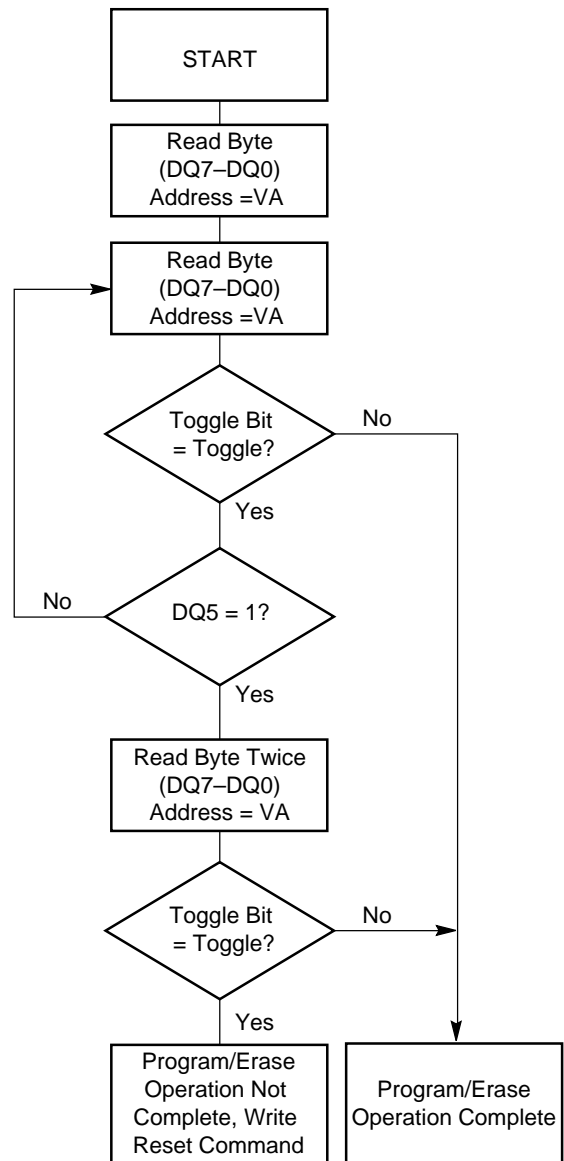 START
Read Byte
(DQ7–DQ0)
Address =VA
Read Byte
(DQ7–DQ0)
Address =VA
Toggle Bit
= Toggle?
No
Yes
No
DQ5 = 1?
Yes
Read Byte Twice
(DQ7–DQ0)
Address = VA
Toggle Bit
= Toggle?
No
Yes
Program/Erase
Operation Not
Complete, Write
Reset Command
Program/Erase
Operation Complete